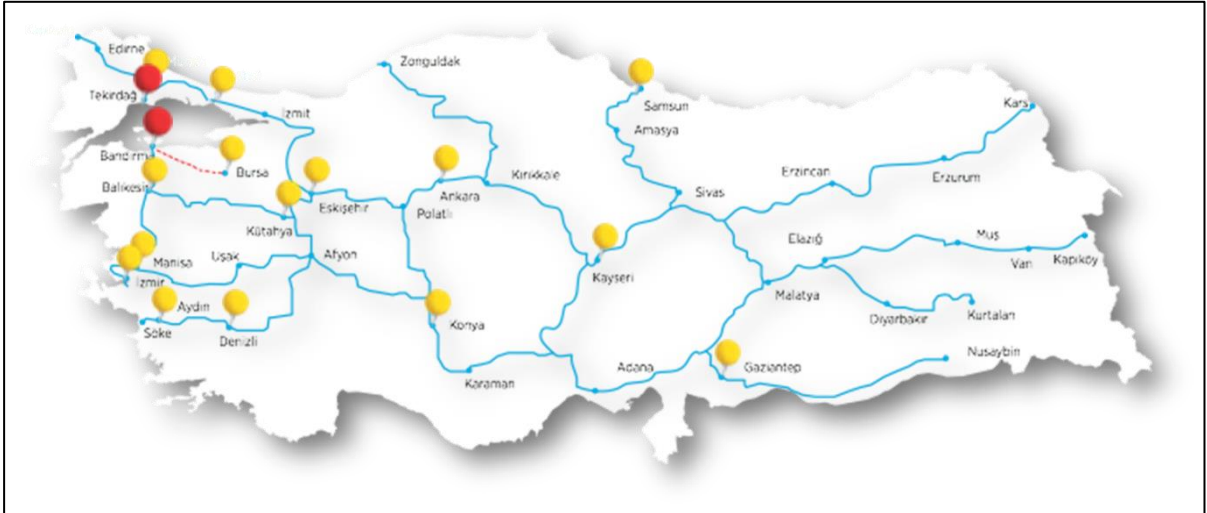 Edirne
Zonguldak
Tekirdağ
İzmit
Samsun
Kars
Amasya
Bandırm
Bursa
Kırıkkale
Erzincan
Erzurum
Balıkesir
Ankara
Sivas
Eskişehir
Polatlı
Kütahya
Elazığ
Muş
Manisa
Uşak
Afyon
Kayseri
Van
Kapıköy
İzmir
Malatya
Aydın
Diyarbakır
Kurtalan
Söke
Denizli
Konya
Nusaybin
Karaman
Adana
Gaziantep